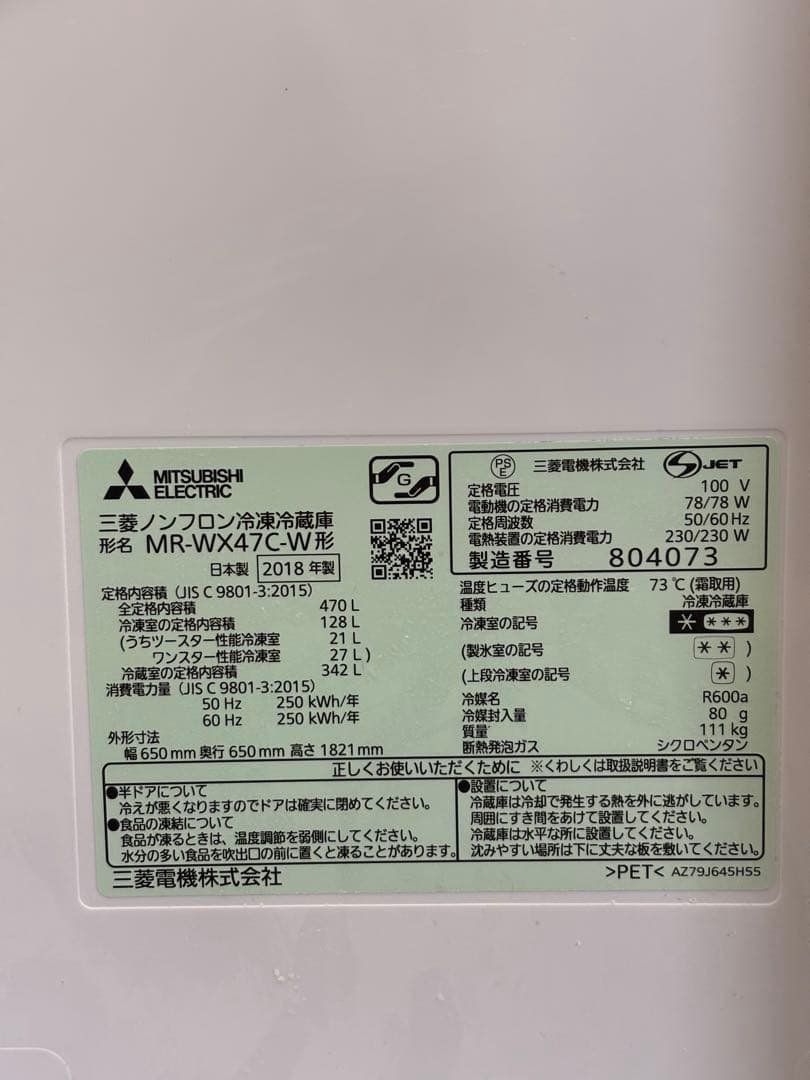 MITSUBISHI
ELECTRIC
G
三菱ノンフロン冷凍冷蔵庫
形名 MR-WX47C-W形
日本製 2018 年製
定格内容積 (JIS C 9801-3:2015)
全定格内容積 470 L
冷凍室の定格内容積 128 L
(うちツースター性能冷凍室 21 L
ワンスター性能冷凍室 27 L)
冷蔵室の定格内容積 342 L
消費電力量 (JIS C 9801-3:2015)
50 Hz 250 kWh/年
60 Hz 250 kWh/年
外形寸法
幅 650 mm 奥行 650 mm 高さ 1821 mm
PS
E 三菱電機株式会社 S JET
定格電圧 100 V
電動機の定格消費電力 78/78 W
定格周波数 50/60 Hz
電熱装置の定格消費電力 230/230 W
製造番号 804073
温度ヒューズの定格動作温度 73 ℃ (霜取用)
種類 冷凍冷蔵庫
冷凍室の記号 * ***
(製氷室の記号 ** )
(上段冷凍室の記号 * )
冷媒名 R600a
冷媒封入量 80 g
質量 111 kg
断熱発泡ガス シクロペンタン
正しくお使いいただくために ※くわしくは取扱説明書をご覧ください
●半ドアについて
冷えが悪くなりますのでドアは確実に閉めてください。
●食品の凍結について
食品が凍るときは、温度調節を弱側にしてください。
水分の多い食品を吹出口の前に置くと凍ることがあります。
●設置について
冷蔵庫は冷却で発生する熱を外に逃がしています。
周囲にすき間をあけて設置してください。
冷蔵庫は水平な所に設置してください。
沈みやすい場所は下に丈夫な板を敷いてください。
三菱電機株式会社
>PET< AZ79J645H55